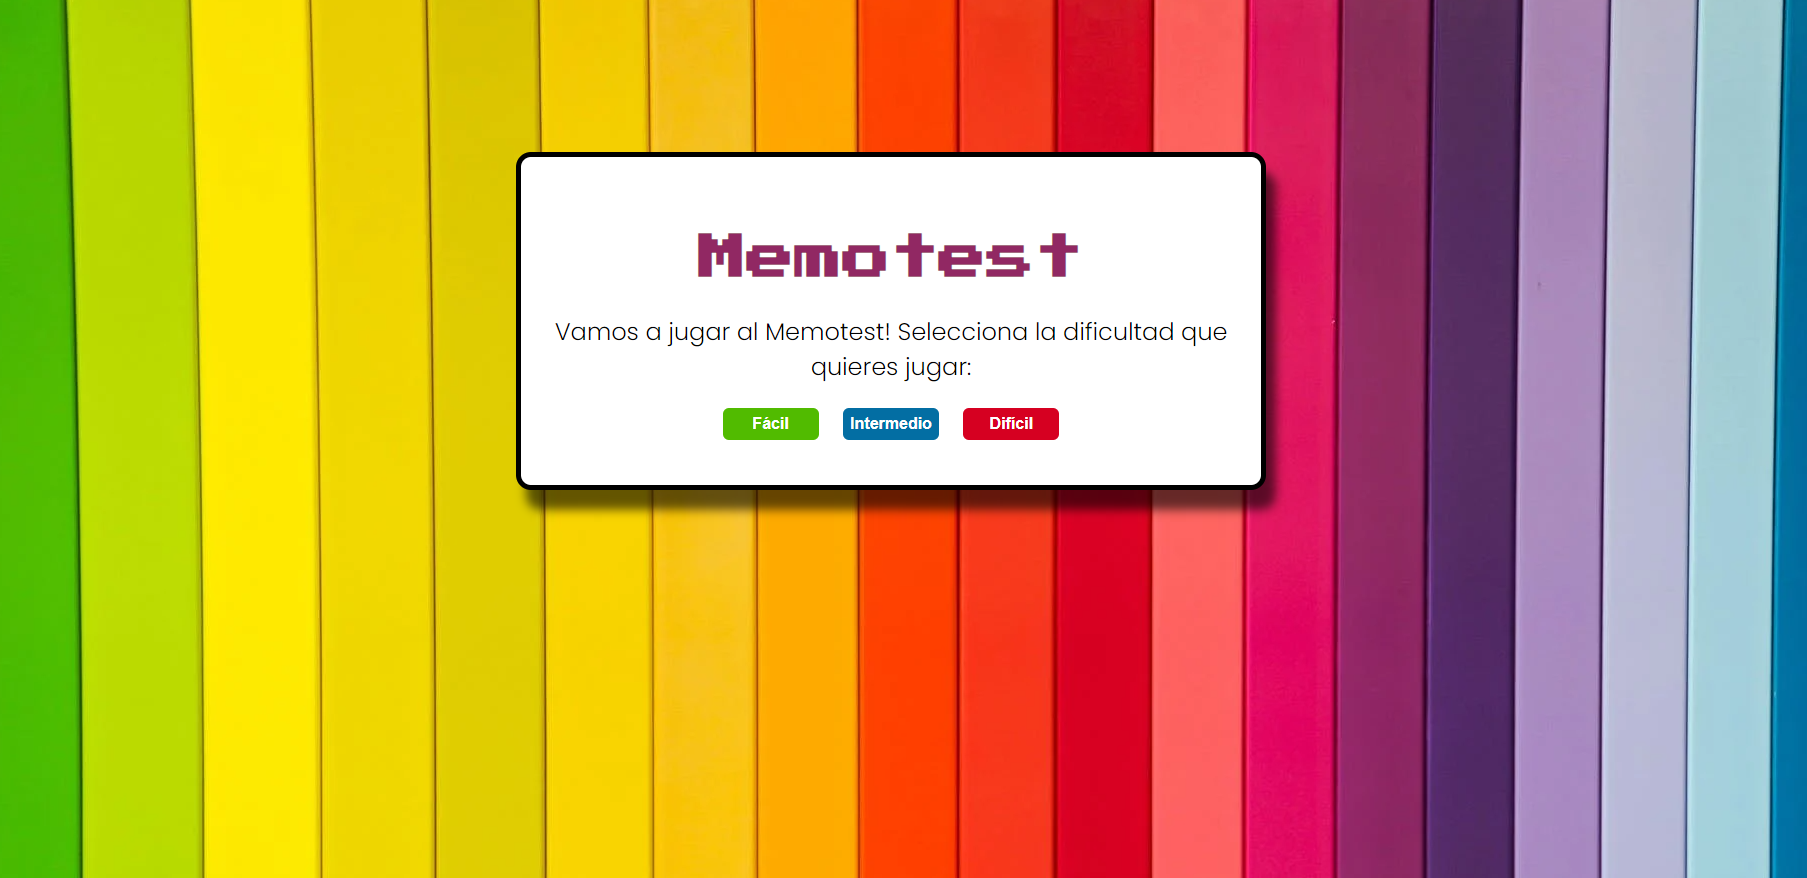 Memotest
Vamos a jugar al Memotest! Selecciona la dificultad que
quieres jugar:
Fácil Intermedio Difícil